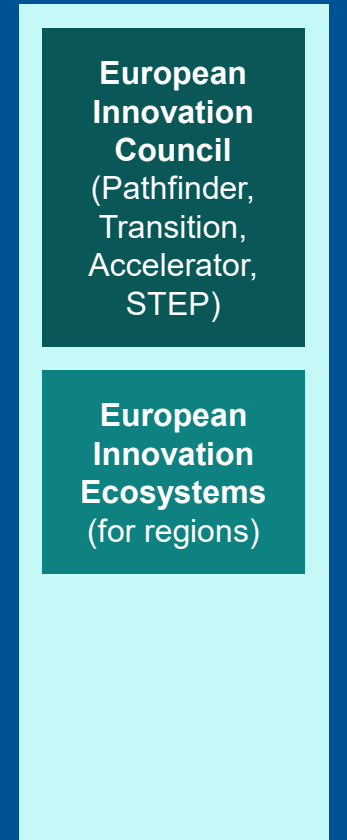 European
Innovation
Council
(Pathfinder,
Transition,
Accelerator,
STEP)
European
Innovation
Ecosystems
(for regions)